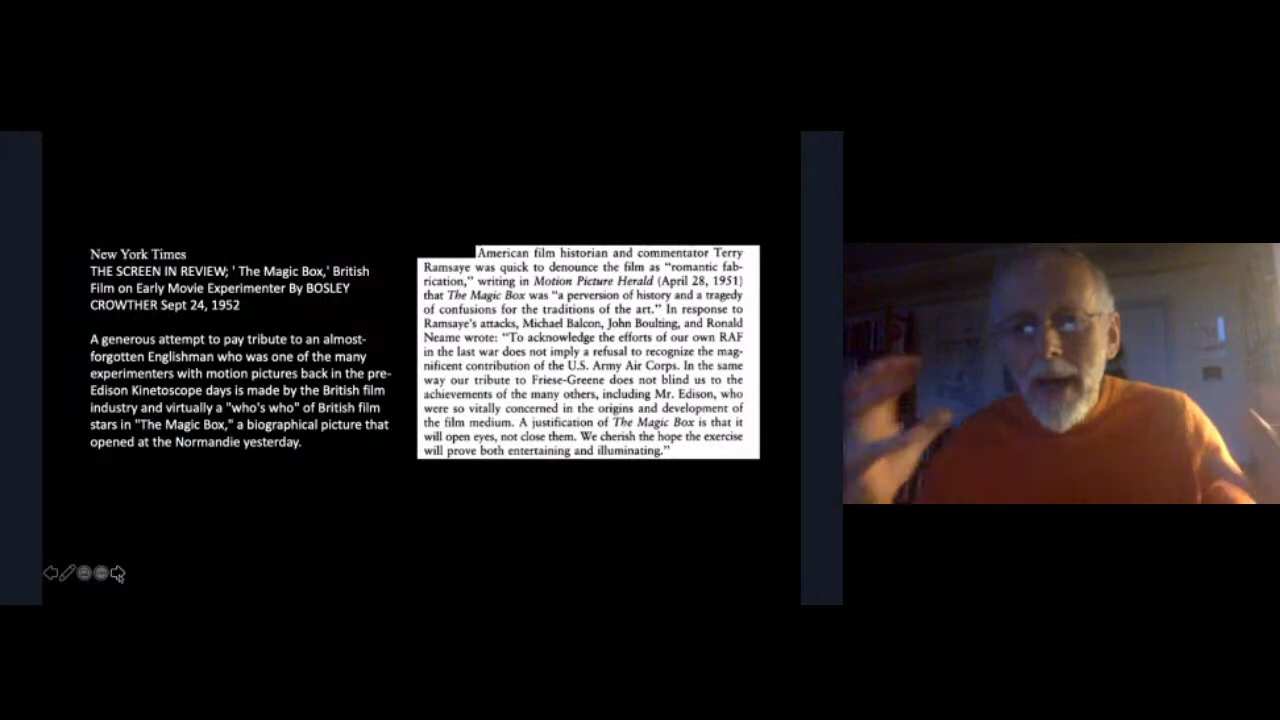 New York Times
THE SCREEN IN REVIEW; ' The Magic Box,' British
Film on Early Movie Experimenter By BOSLEY
CROWTHER Sept 24, 1952
A generous attempt to pay tribute to an almost-
forgotten Englishman who was one of the many
experimenters with motion pictures back in the pre-
Edison Kinetoscope days is made by the British film
industry and virtually a "who's who" of British film
stars in "The Magic Box," a biographical picture that
opened at the Normandie yesterday.
American film historian and commentator Terry
Ramsaye was quick to denounce the film as “romantic fab-
rication,” writing in Motion Picture Herald (April 28, 1951)
that The Magic Box was “a perversion of history and a tragedy
of confusions for the traditions of the art.” In response to
Ramsaye's attacks, Michael Balcon, John Boulting, and Ronald
Neame wrote: “To acknowledge the efforts of our own RAF
in the last war does not imply a refusal to recognize the mag-
nificent contribution of the U.S. Army Air Corps. In the same
way our tribute to Friese-Greene does not blind us to the
achievements of the many others, including Mr. Edison, who
were so vitally concerned in the origins and development of
the film medium. A justification of The Magic Box is that it
will open eyes, not close them. We cherish the hope the exercise
will prove both entertaining and illuminating.”